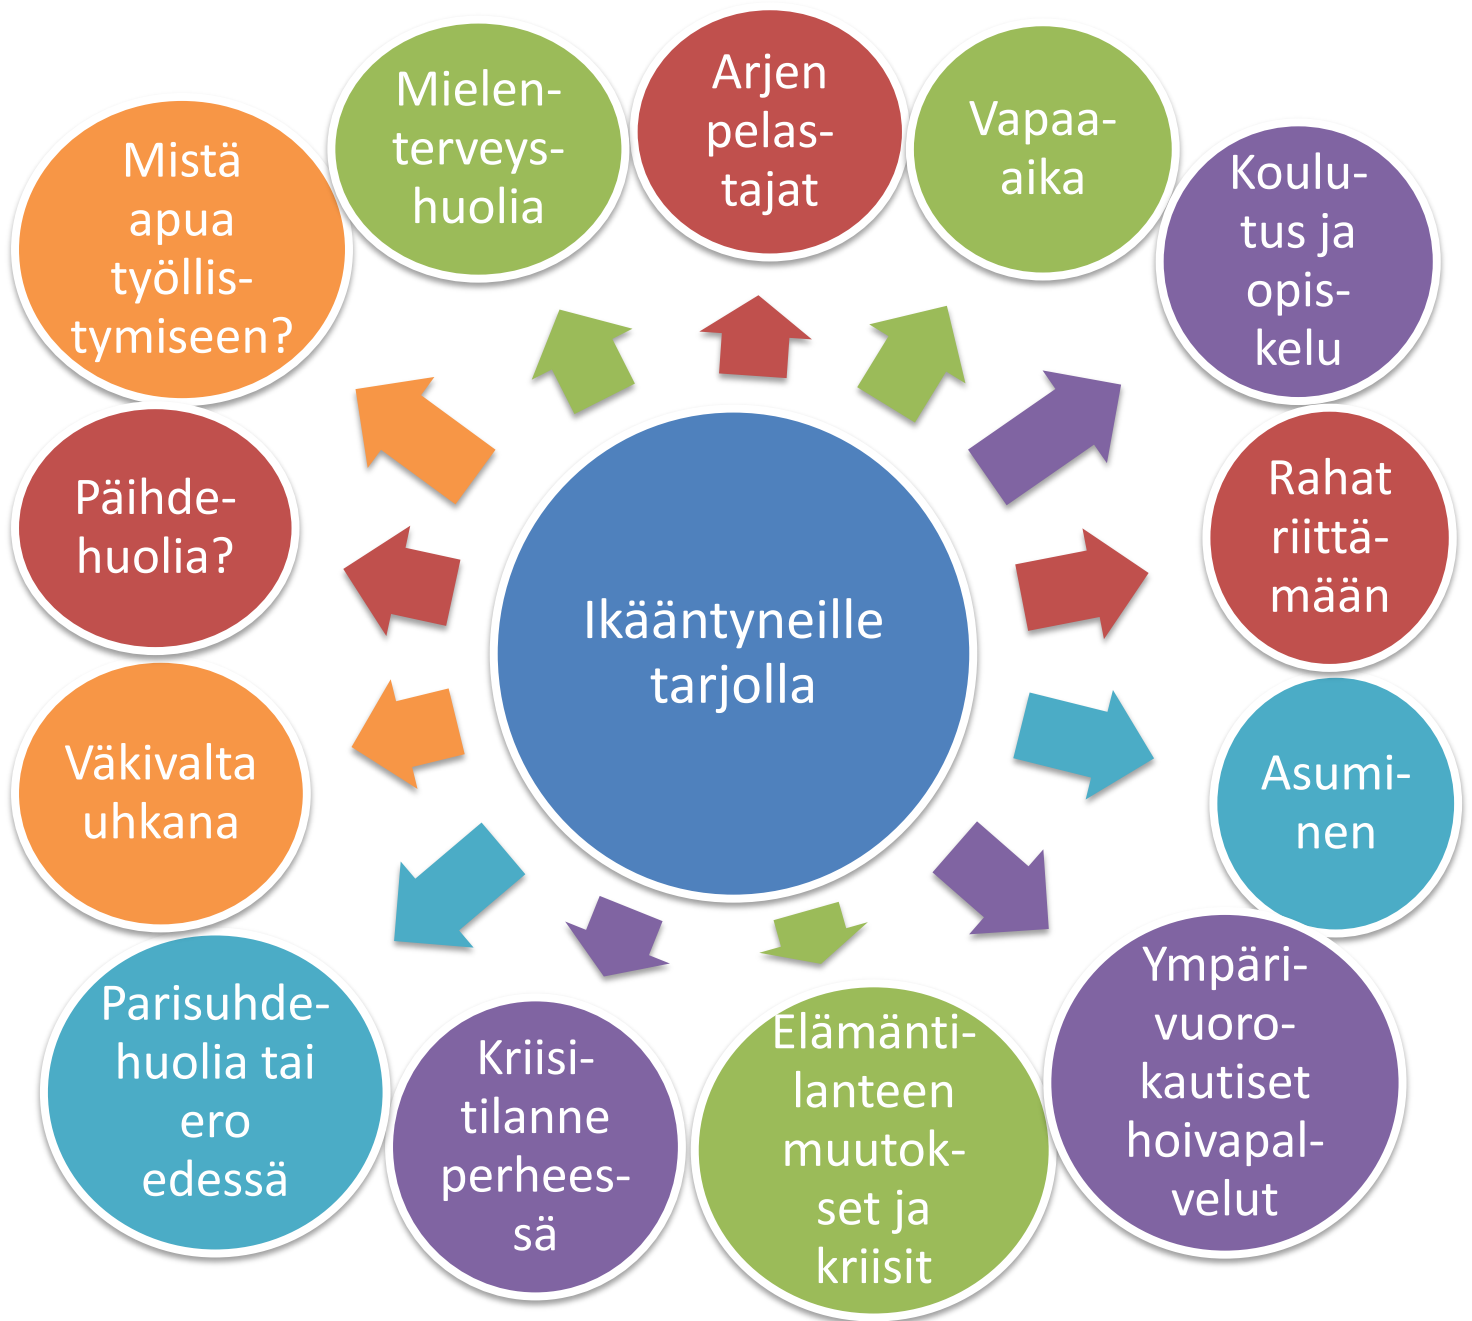 Arjen
pelas-
tajat
Vapaa-
aika
Koulu-
tus ja
opis-
kelu
Rahat
riittä-
mään
Asumi-
nen
Ympäri-
vuoro-
kautiset
hoivapal-
velut
Elämänti-
lanteen
muutok-
set ja
kriisit
Kriisi-
tilanne
perhees-
sä
Parisuhde-
huolia tai
ero
edessä
Väkivalta
uhkana
Päihde-
huolia?
Mistä
apua
työllis-
tymiseen?
Mielen-
terveys-
huolia
Ikääntyneille
tarjolla